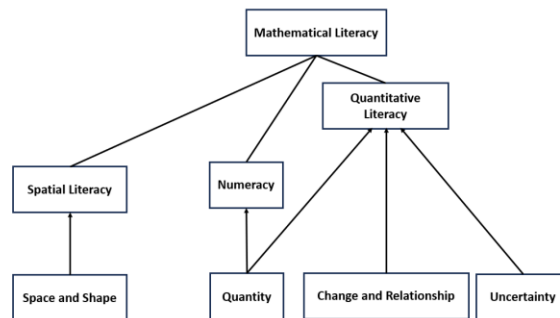 Mathematical Literacy
Quantitative
Literacy
Spatial Literacy
Numeracy
Space and Shape
Quantity
Change and Relationship
Uncertainty